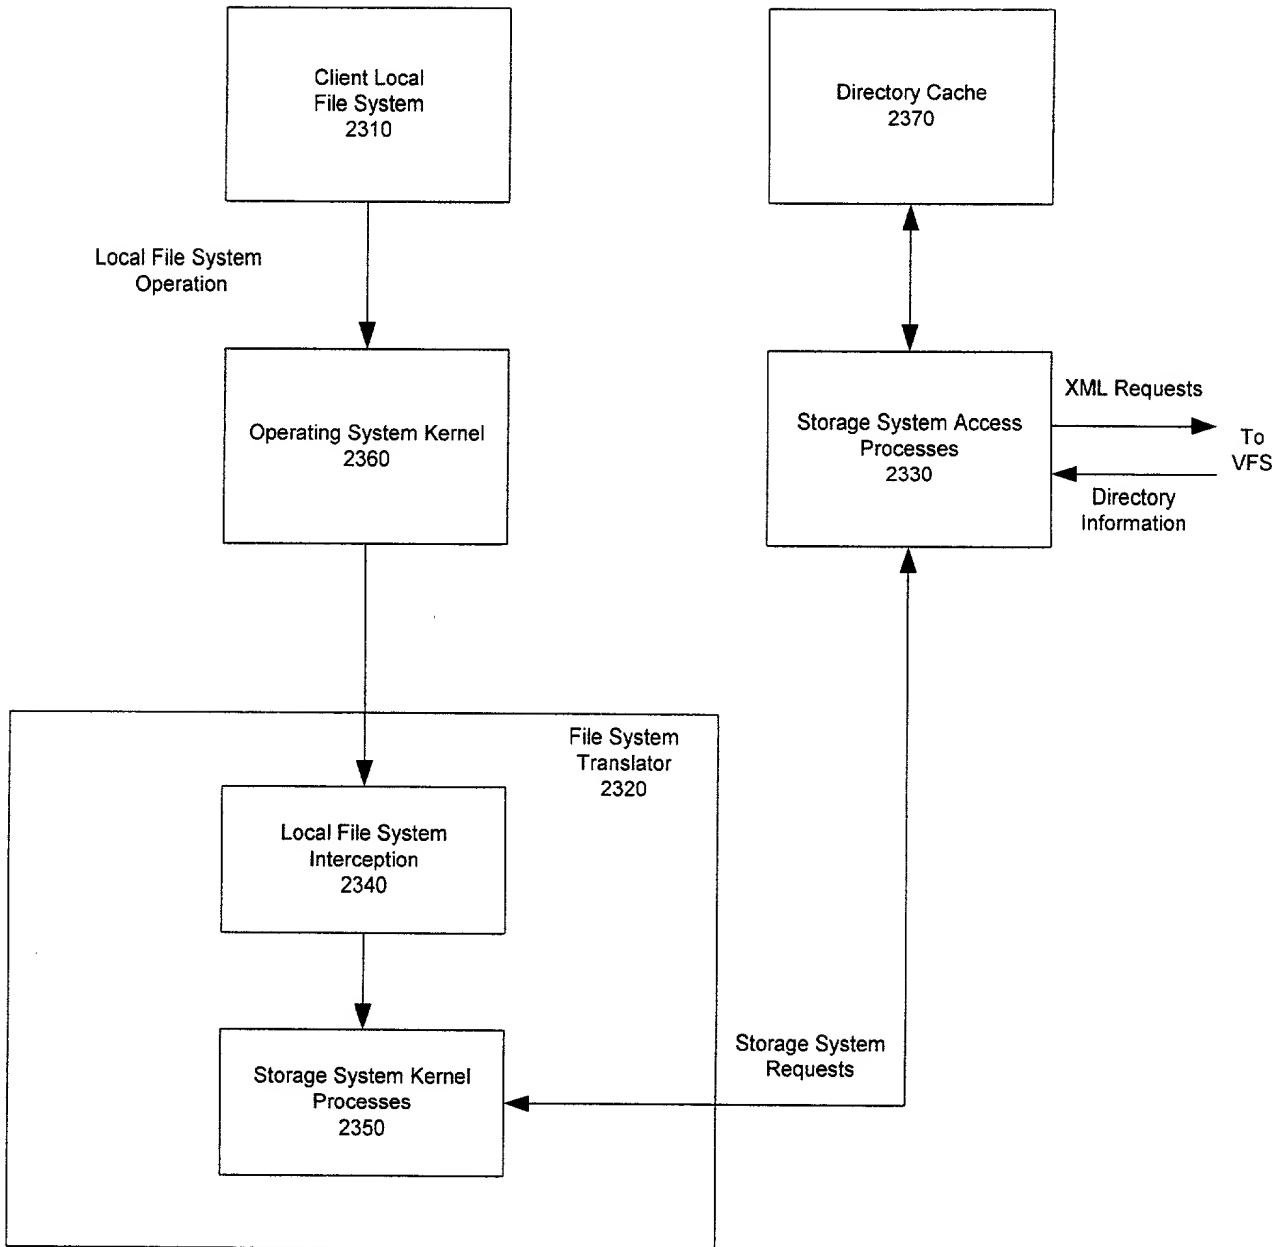 Client Local
File System
2310
Directory Cache
2370
Local File System
Operation
Operating System Kernel
2360
Storage System Access
Processes
2330
XML Requests
To
VFS
Directory
Information
File System
Translator
2320
Local File System
Interception
2340
Storage System Kernel
Processes
2350
Storage System
Requests